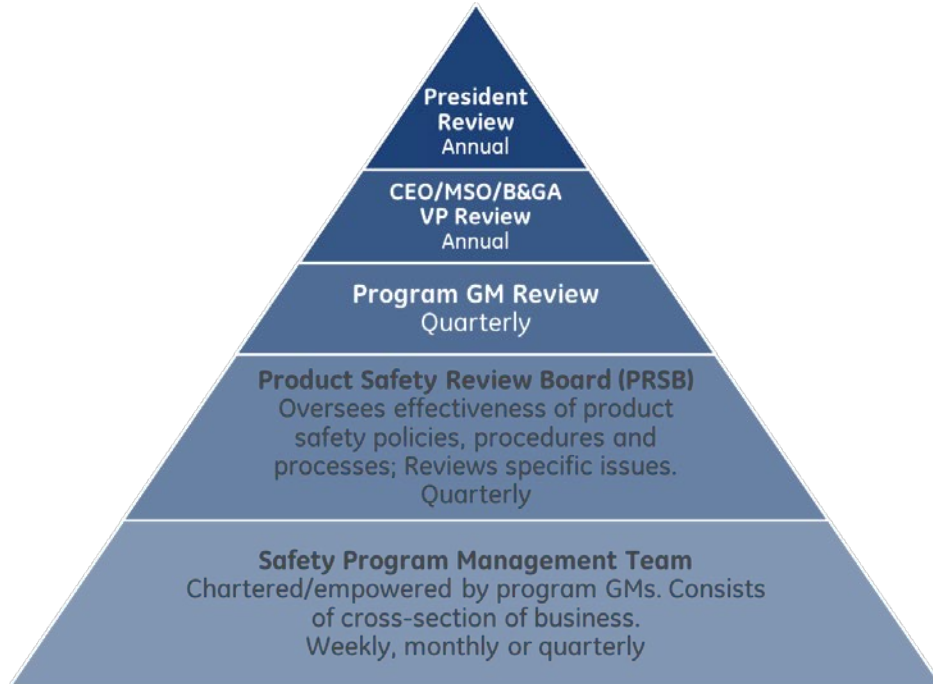 President
Review
Annual
CEO/MSO/B&GA
VP Review
Annual
Program GM Review
Quarterly
Product Safety Review Board (PRSB)
Oversees effectiveness of product
safety policies, procedures and
processes; Reviews specific issues.
Quarterly
Safety Program Management Team
Chartered/empowered by program GMs. Consists
of cross-section of business.
Weekly, monthly or quarterly